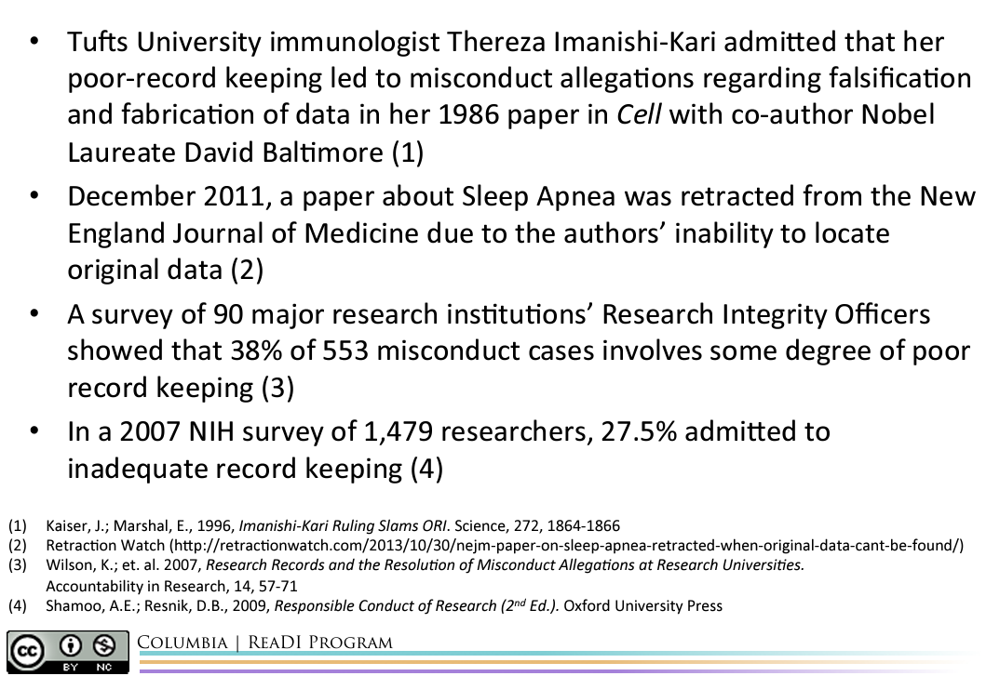 • Tufts University immunologist Thereza Imanishi-Kari admitted that her
poor-record keeping led to misconduct allegations regarding falsification
and fabrication of data in her 1986 paper in Cell with co-author Nobel
Laureate David Baltimore (1)
• December 2011, a paper about Sleep Apnea was retracted from the New
England Journal of Medicine due to the authors’ inability to locate
original data (2)
• A survey of 90 major research institutions’ Research Integrity Officers
showed that 38% of 553 misconduct cases involves some degree of poor
record keeping (3)
• In a 2007 NIH survey of 1,479 researchers, 27.5% admitted to
inadequate record keeping (4)
(1) Kaiser, J.; Marshal, E., 1996, Imanishi-Kari Ruling Slams ORI. Science, 272, 1864-1866
(2) Retraction Watch (http://retractionwatch.com/2013/10/30/nejm-paper-on-sleep-apnea-retracted-when-original-data-cant-be-found/)
(3) Wilson, K.; et. al. 2007, Research Records and the Resolution of Misconduct Allegations at Research Universities.
Accountability in Research, 14, 57-71
(4) Shamoo, A.E.; Resnik, D.B., 2009, Responsible Conduct of Research (2nd Ed.). Oxford University Press
cc BY NC
Columbia | ReaDI Program